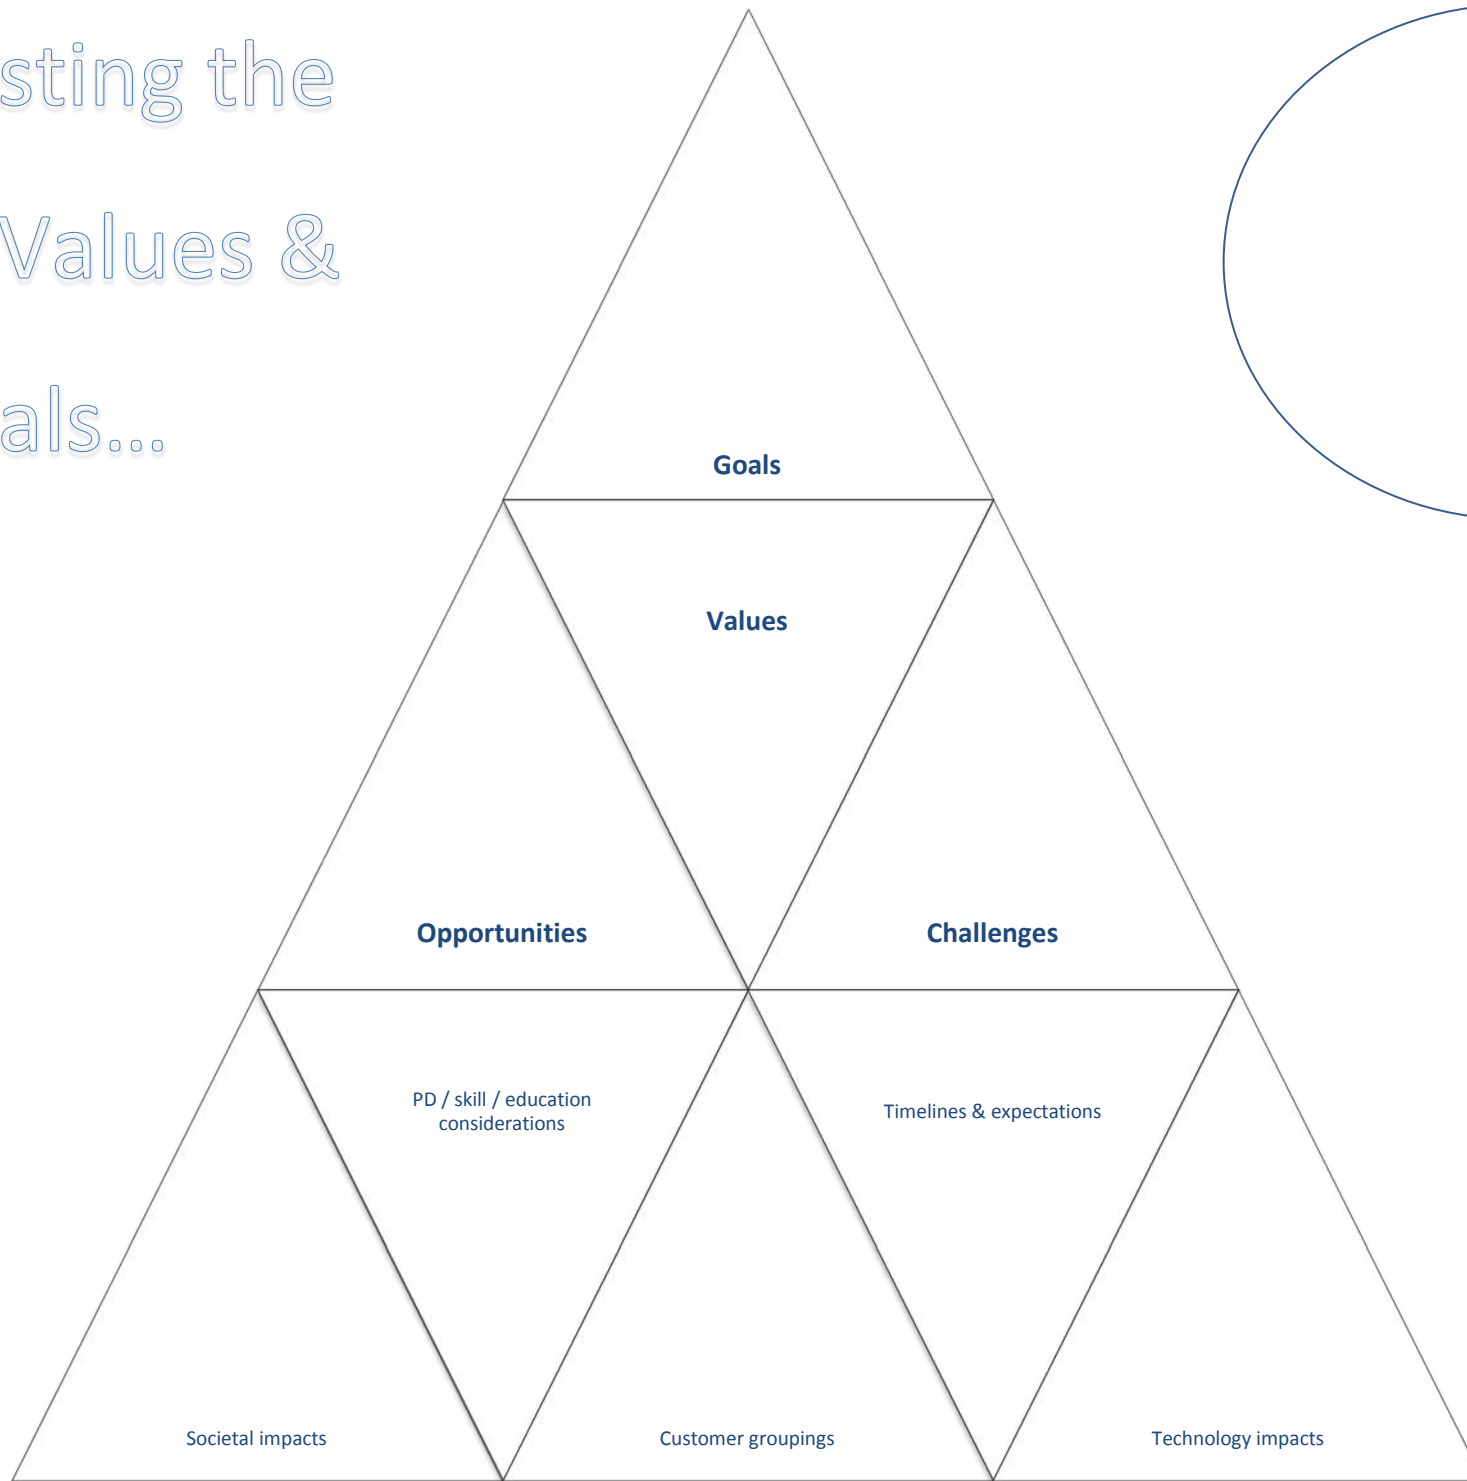 sting the
Values &
als...
Goals
Values
Opportunities
Challenges
PD / skill / education
considerations
Timelines & expectations
Societal impacts
Customer groupings
Technology impacts